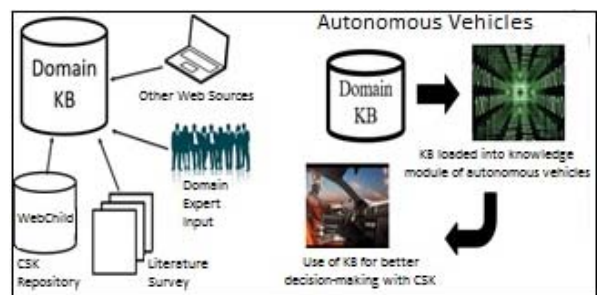 Domain
KB
Other Web Sources
Domain
Expert
Input
WebChild
CSK
Repository
Literature
Survey
Autonomous Vehicles
Domain
KB
KB loaded into knowledge
module of autonomous vehicles
Use of KB for better
decision-making with CSK